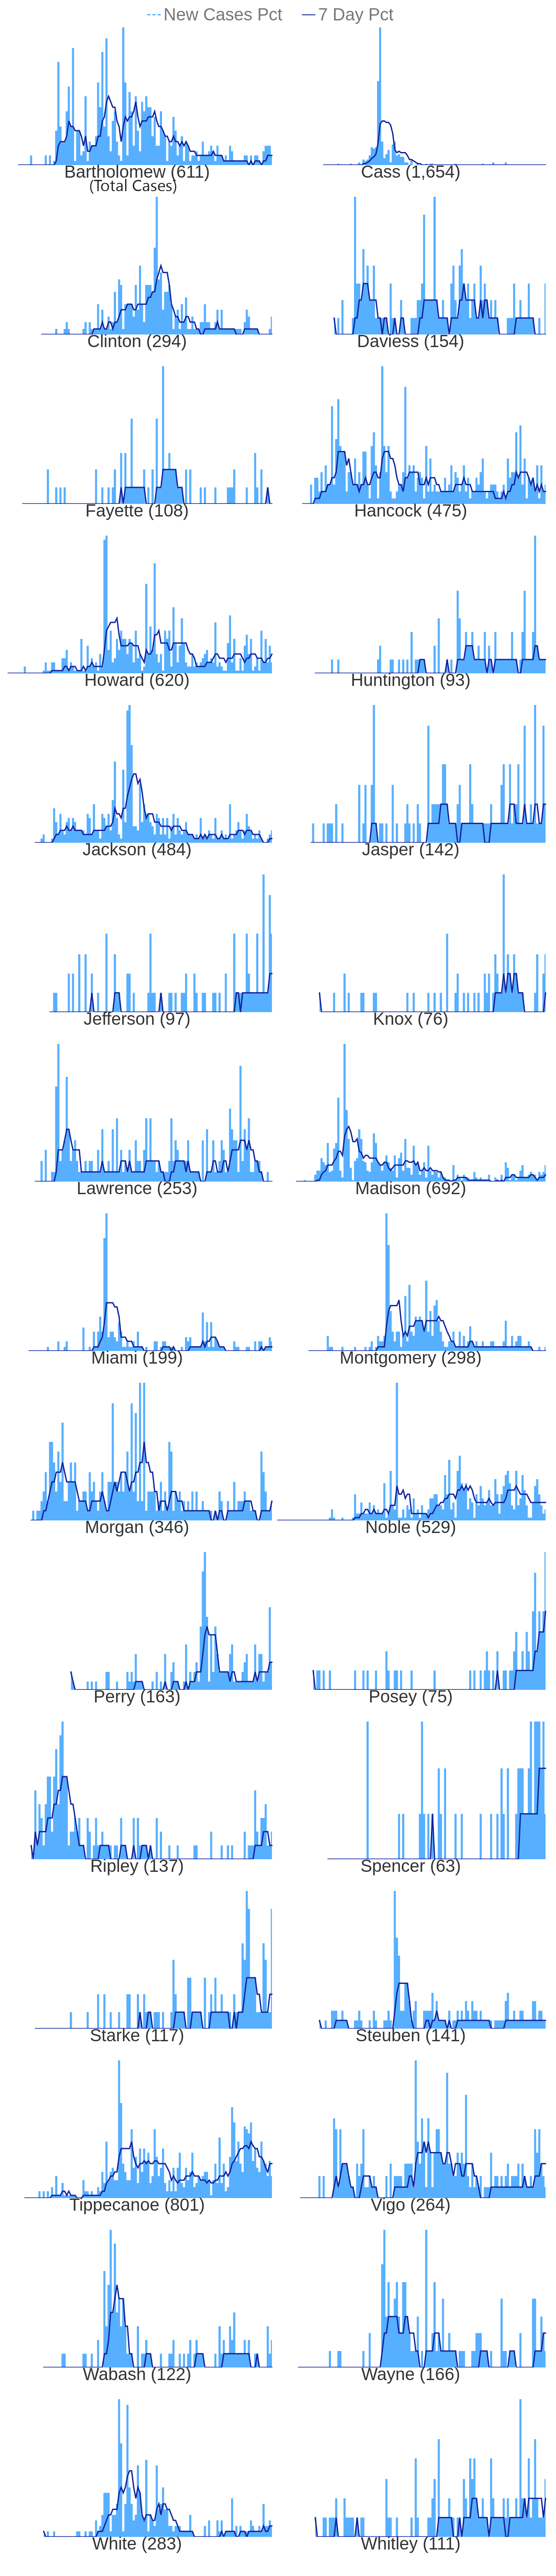 New Cases Pct 7 Day Pct
Bartholomew (611) Cass (1,654)
(Total Cases)
Clinton (294) Daviess (154)
Fayette (108) Hancock (475)
Howard (620) Huntington (93)
Jackson (484) Jasper (142)
Jefferson (97) Knox (76)
Lawrence (253) Madison (692)
Miami (199) Montgomery (298)
Morgan (346) Noble (529)
Perry (163) Posey (75)
Ripley (137) Spencer (63)
Starke (117) Steuben (141)
Tippecanoe (801) Vigo (264)
Wabash (122) Wayne (166)
White (283) Whitley (111)